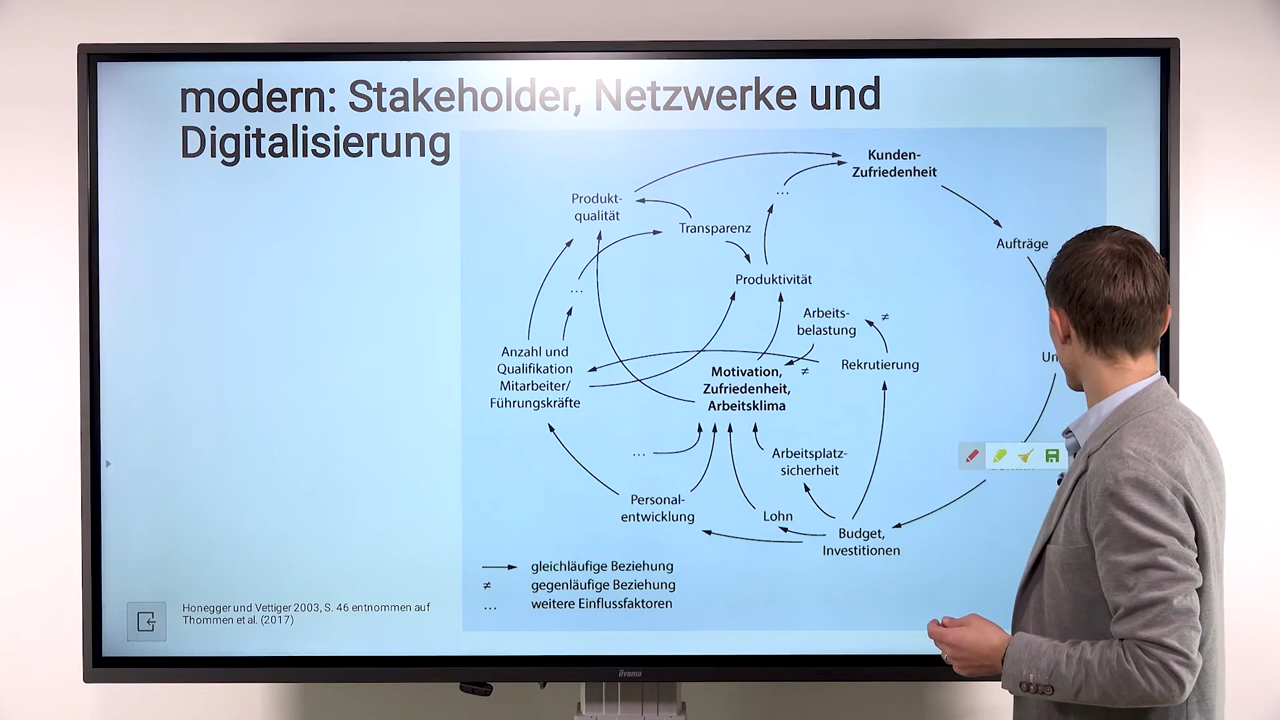 modern: Stakeholder, Netzwerke und
Digitalisierung
Kunden-
Zufriedenheit
Produkt-
qualität
...
Transparenz
Aufträge
Produktivität
...
Arbeits-
belastung
≠
Anzahl und
Qualifikation
Mitarbeiter/
Führungskräfte
Rekrutierung
≠
Motivation,
Zufriedenheit,
Arbeitsklima
...
Arbeitsplatz-
sicherheit
Personal-
entwicklung
Lohn
Budget,
Investitionen
gleichläufige Beziehung
≠ gegenläufige Beziehung
... weitere Einflussfaktoren
Honegger und Vettiger 2003, S. 46 entnommen auf
Thommen et al. (2017)
iiyama